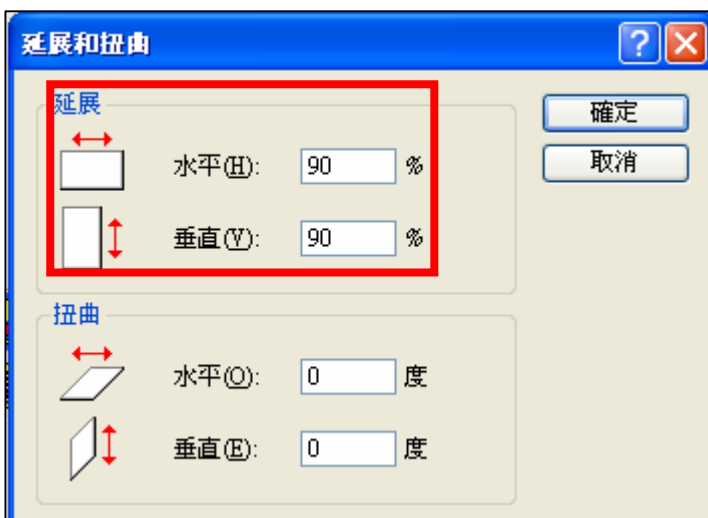 延展和扭曲
延展
水平(H): 90 %
垂直(V): 90 %
確定
取消
扭曲
水平(O): 0 度
垂直(E): 0 度